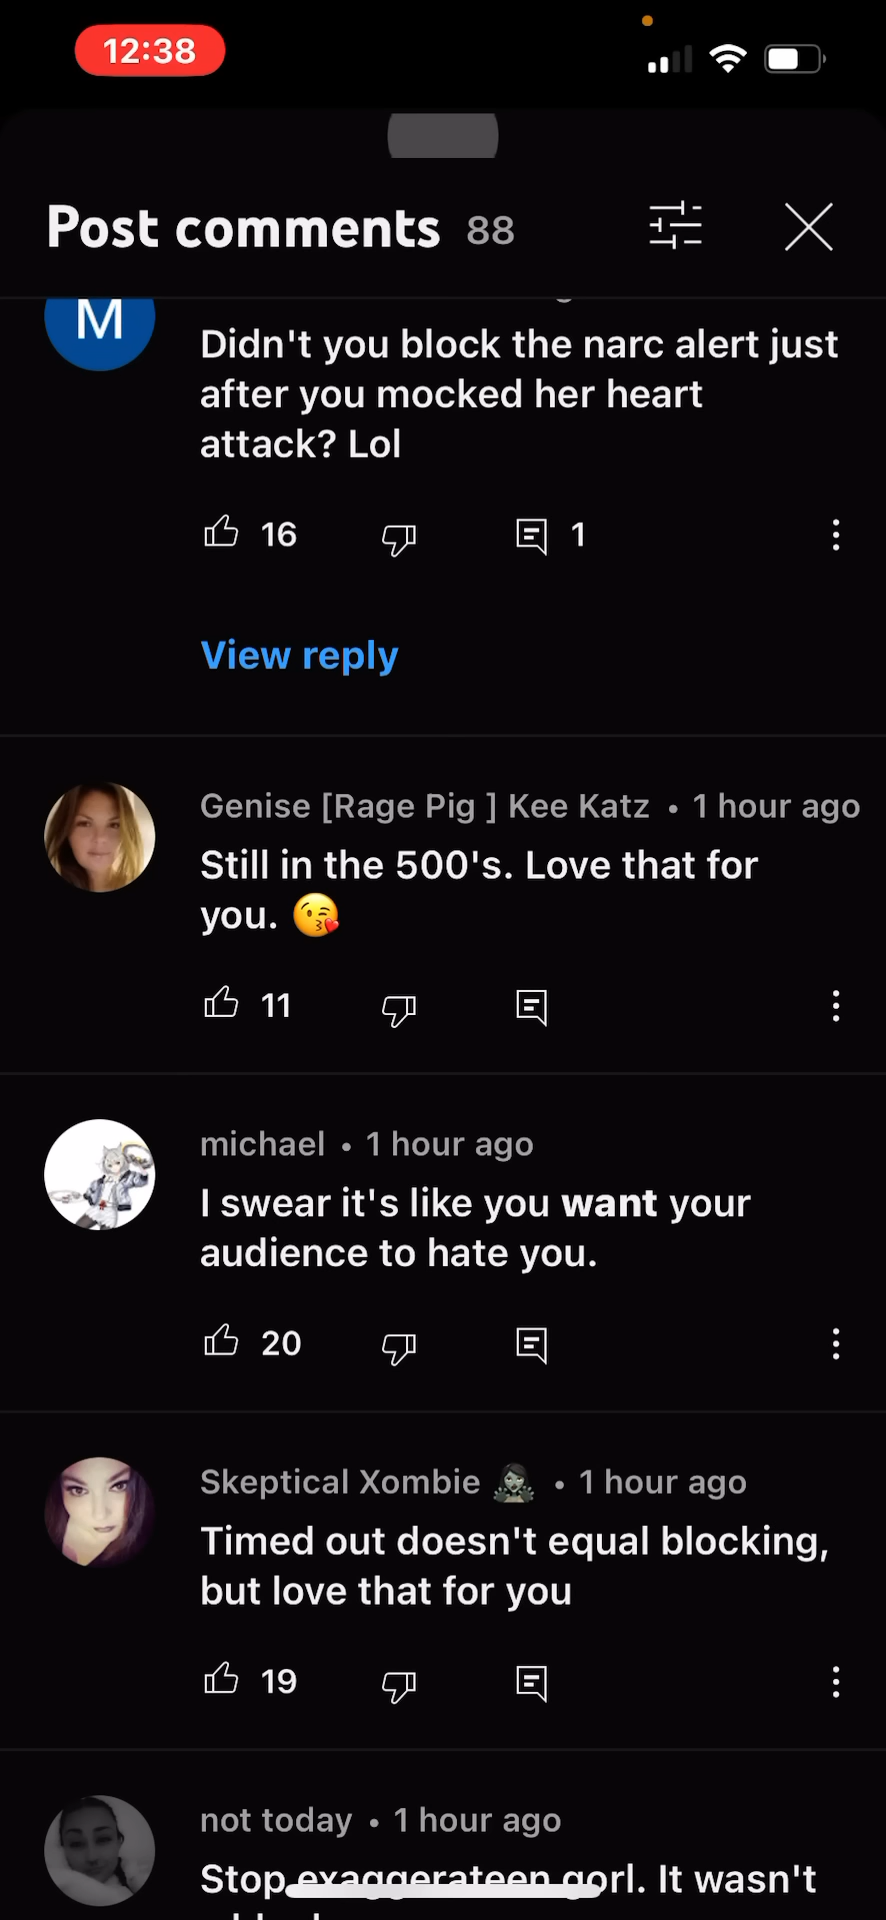 12:38
Post comments 88
M
Didn't you block the narc alert just
after you mocked her heart
attack? Lol
16 1
View reply
Genise [Rage Pig ] Kee Katz • 1 hour ago
Still in the 500's. Love that for
you. 😘
11
michael • 1 hour ago
I swear it's like you want your
audience to hate you.
20
Skeptical Xombie 🧟‍♀️ • 1 hour ago
Timed out doesn't equal blocking,
but love that for you
19
not today • 1 hour ago
Stop exaggerateen gorl. It wasn't